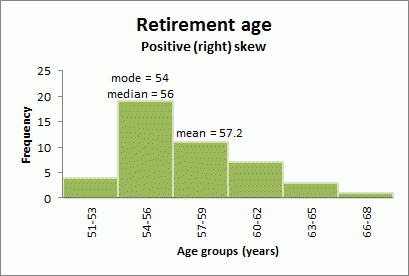 Retirement age
Positive (right) skew
mode = 54
median = 56
mean = 57.2
Frequency
25
20
15
10
5
0
51-53
54-56
57-59
60-62
63-65
66-68
Age groups (years)